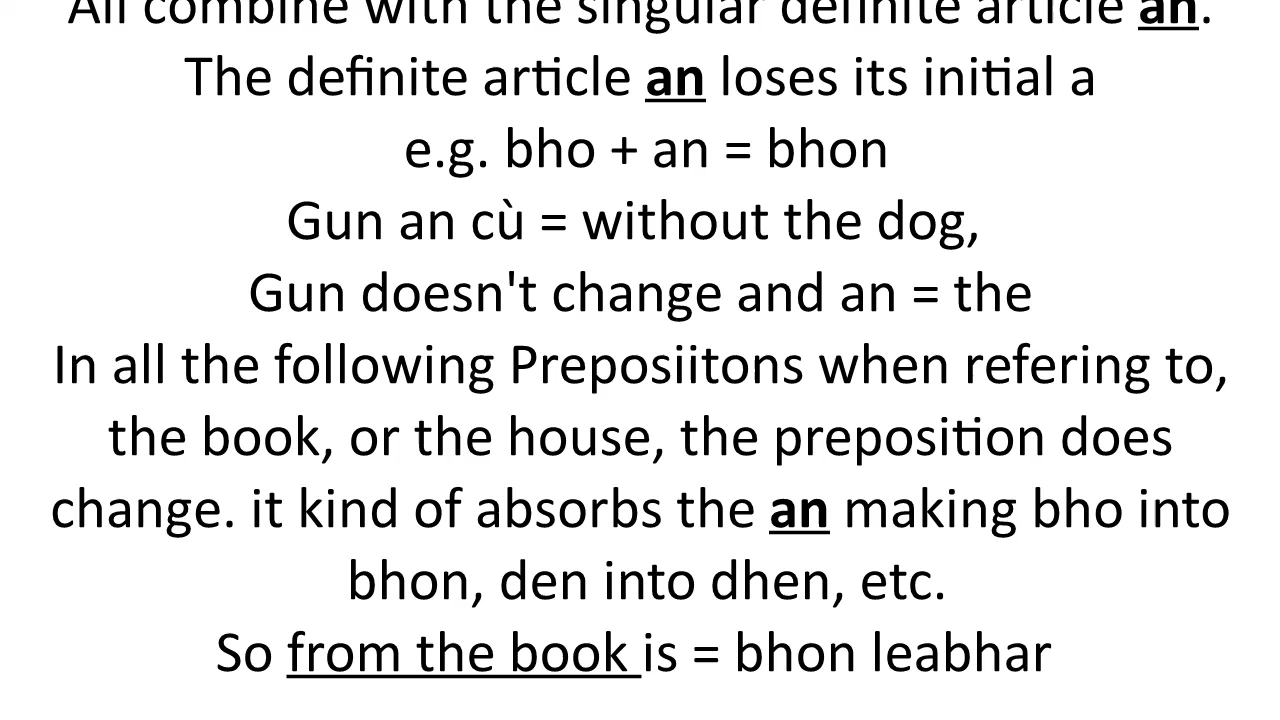 All combine with the singular definite article an.
The definite article an loses its initial a
e.g. bho + an = bhon
Gun an cù = without the dog,
Gun doesn't change and an = the
In all the following Preposiitons when refering to,
the book, or the house, the preposition does
change. it kind of absorbs the an making bho into
bhon, den into dhen, etc.
So from the book is = bhon leabhar